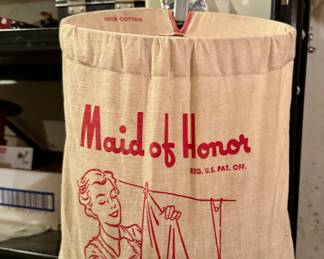 100% COTTON
Maid of Honor
REG. U.S. PAT. OFF.